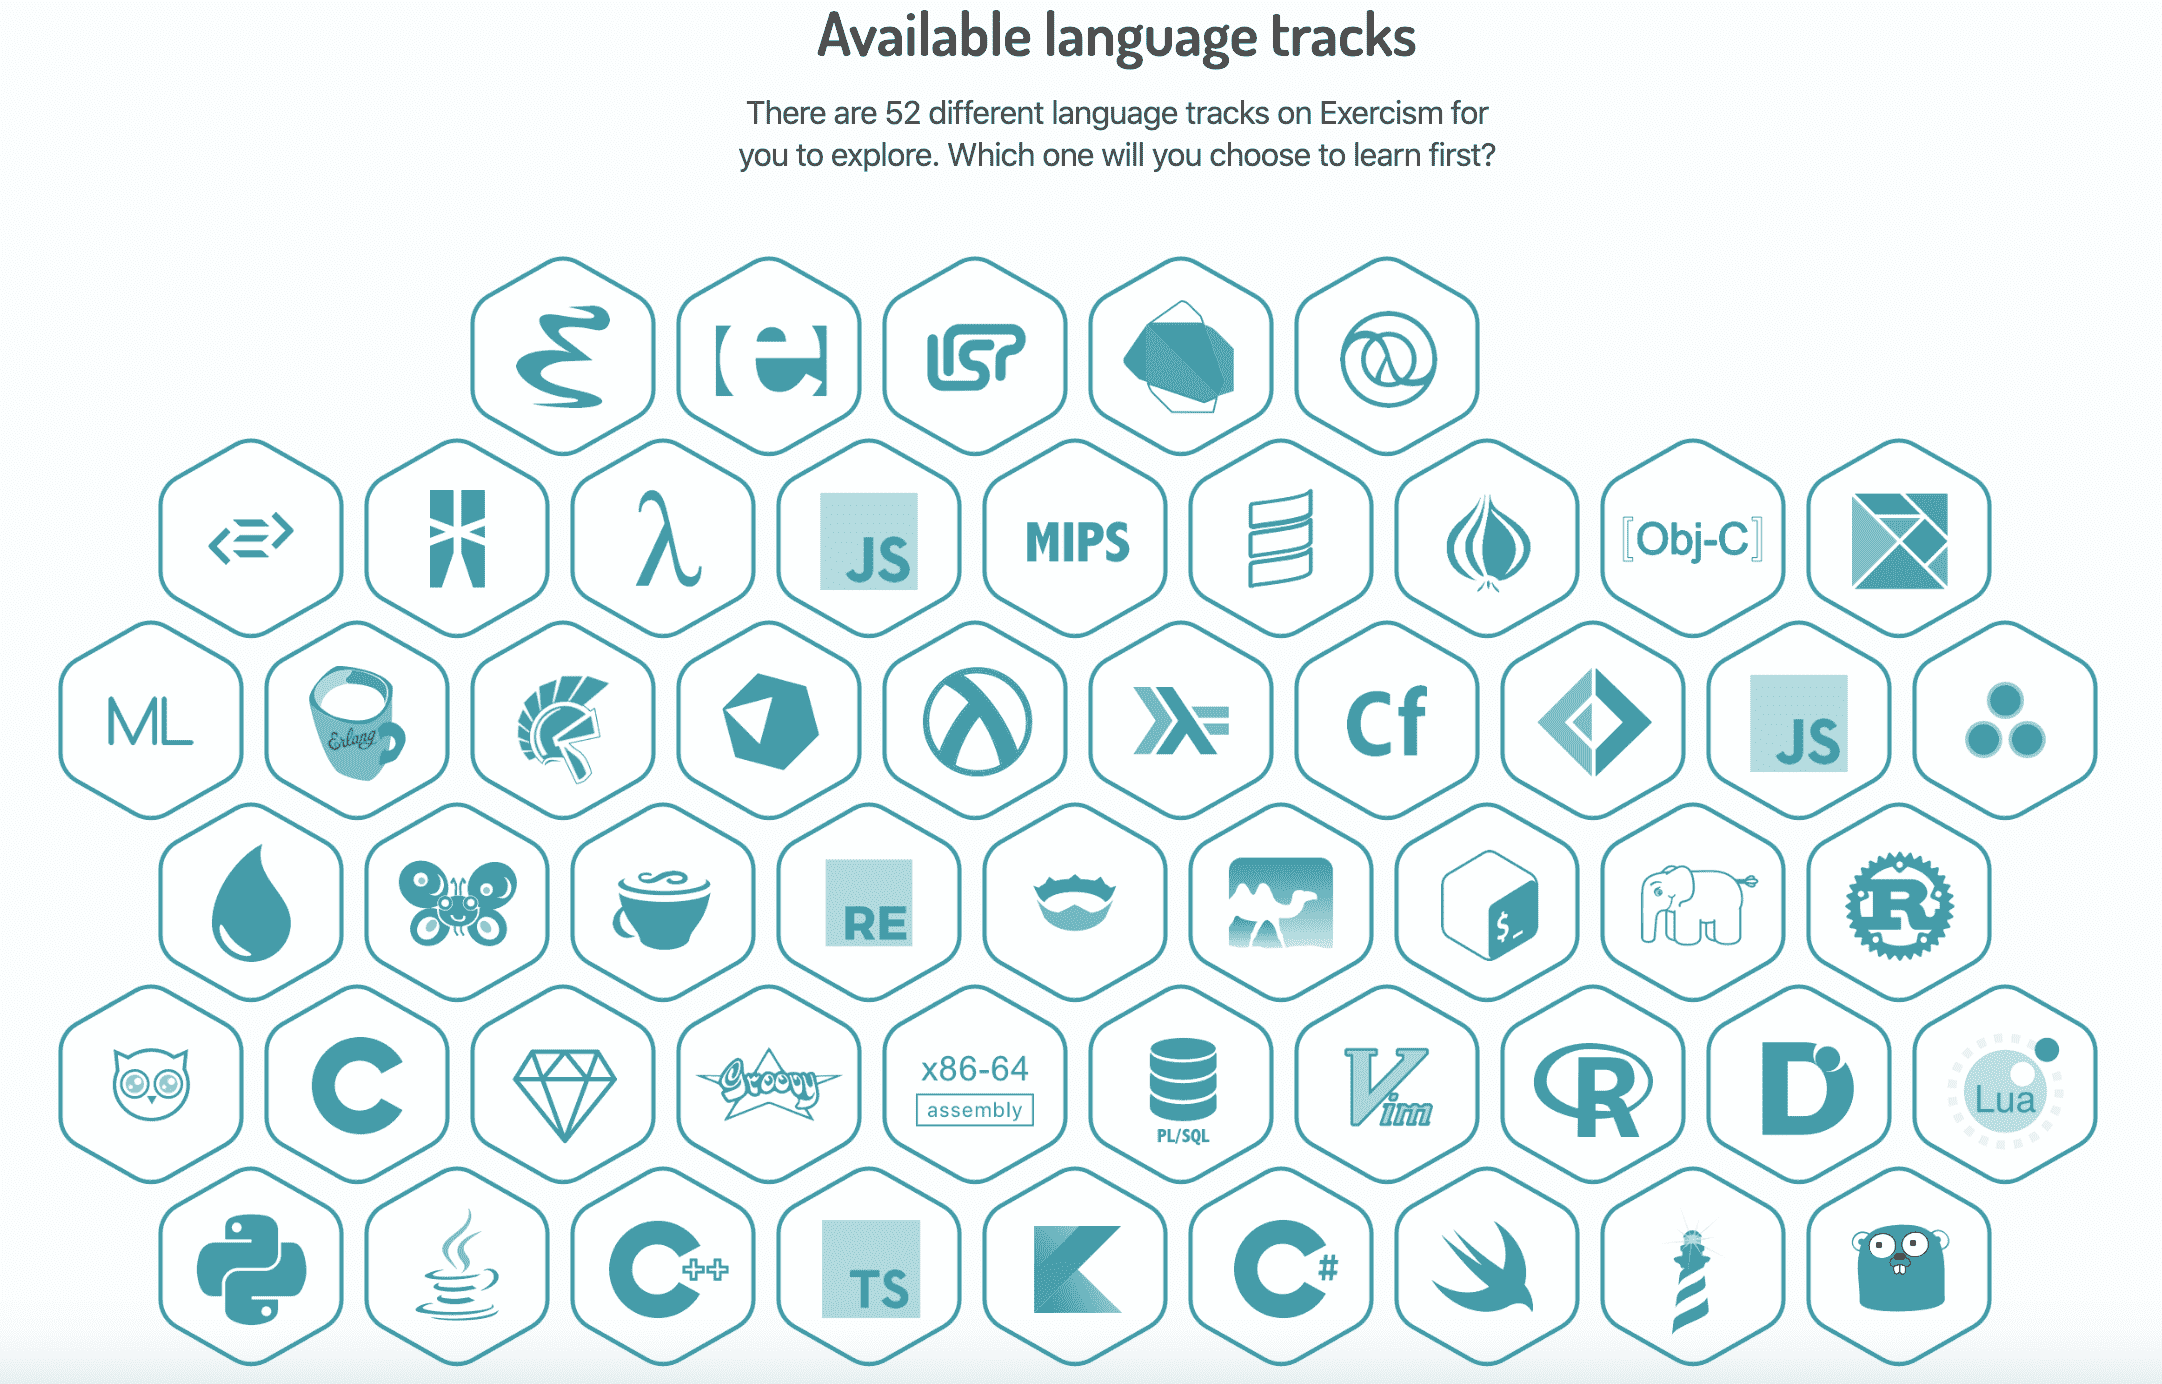 Available language tracks
There are 52 different language tracks on Exercism for
you to explore. Which one will you choose to learn first?
e
LISP
JS
MIPS
[Obj-C]
ML
Erlang
Cf
JS
RE
$_
R
C
Groovy
x86-64
assembly
PL/SQL
Vim
R
D
Lua
C++
TS
K
C#